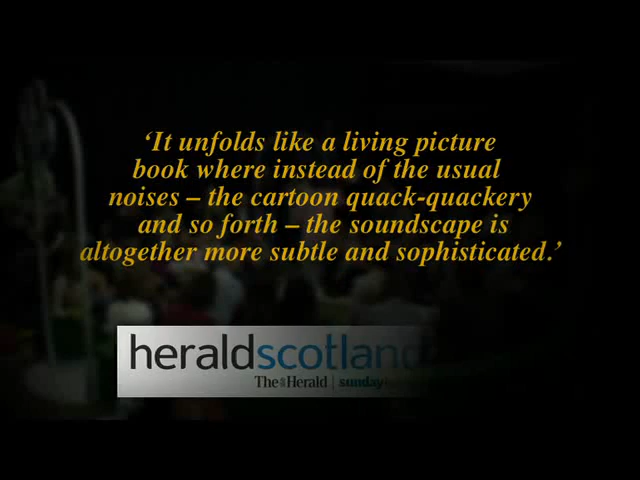 ‘It unfolds like a living picture
book where instead of the usual
noises – the cartoon quack-quackery
and so forth – the soundscape is
altogether more subtle and sophisticated.’
heraldscotland
The Herald | sunday